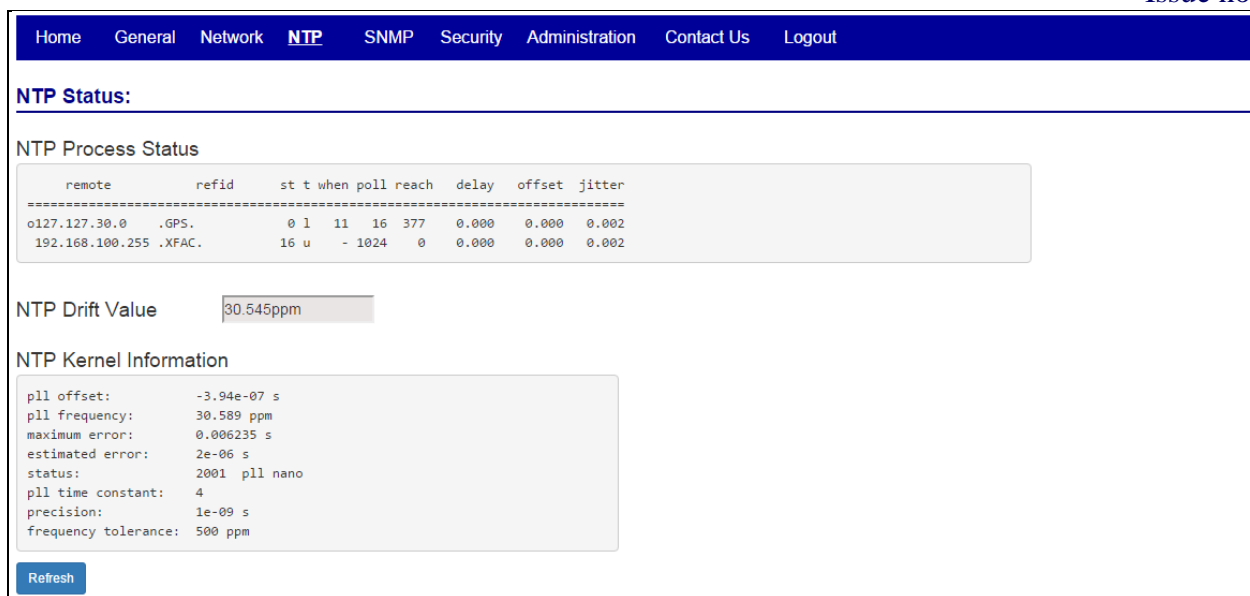 Issue no
Home General Network NTP SNMP Security Administration Contact Us Logout
NTP Status:
NTP Process Status
remote refid st t when poll reach delay offset jitter
==============================================================================
o127.127.30.0 .GPS. 0 l 11 16 377 0.000 0.000 0.002
192.168.100.255 .XFAC. 16 u - 1024 0 0.000 0.000 0.002
NTP Drift Value 30.545ppm
NTP Kernel Information
pll offset: -3.94e-07 s
pll frequency: 30.589 ppm
maximum error: 0.006235 s
estimated error: 2e-06 s
status: 2001 pll nano
pll time constant: 4
precision: 1e-09 s
frequency tolerance: 500 ppm
Refresh